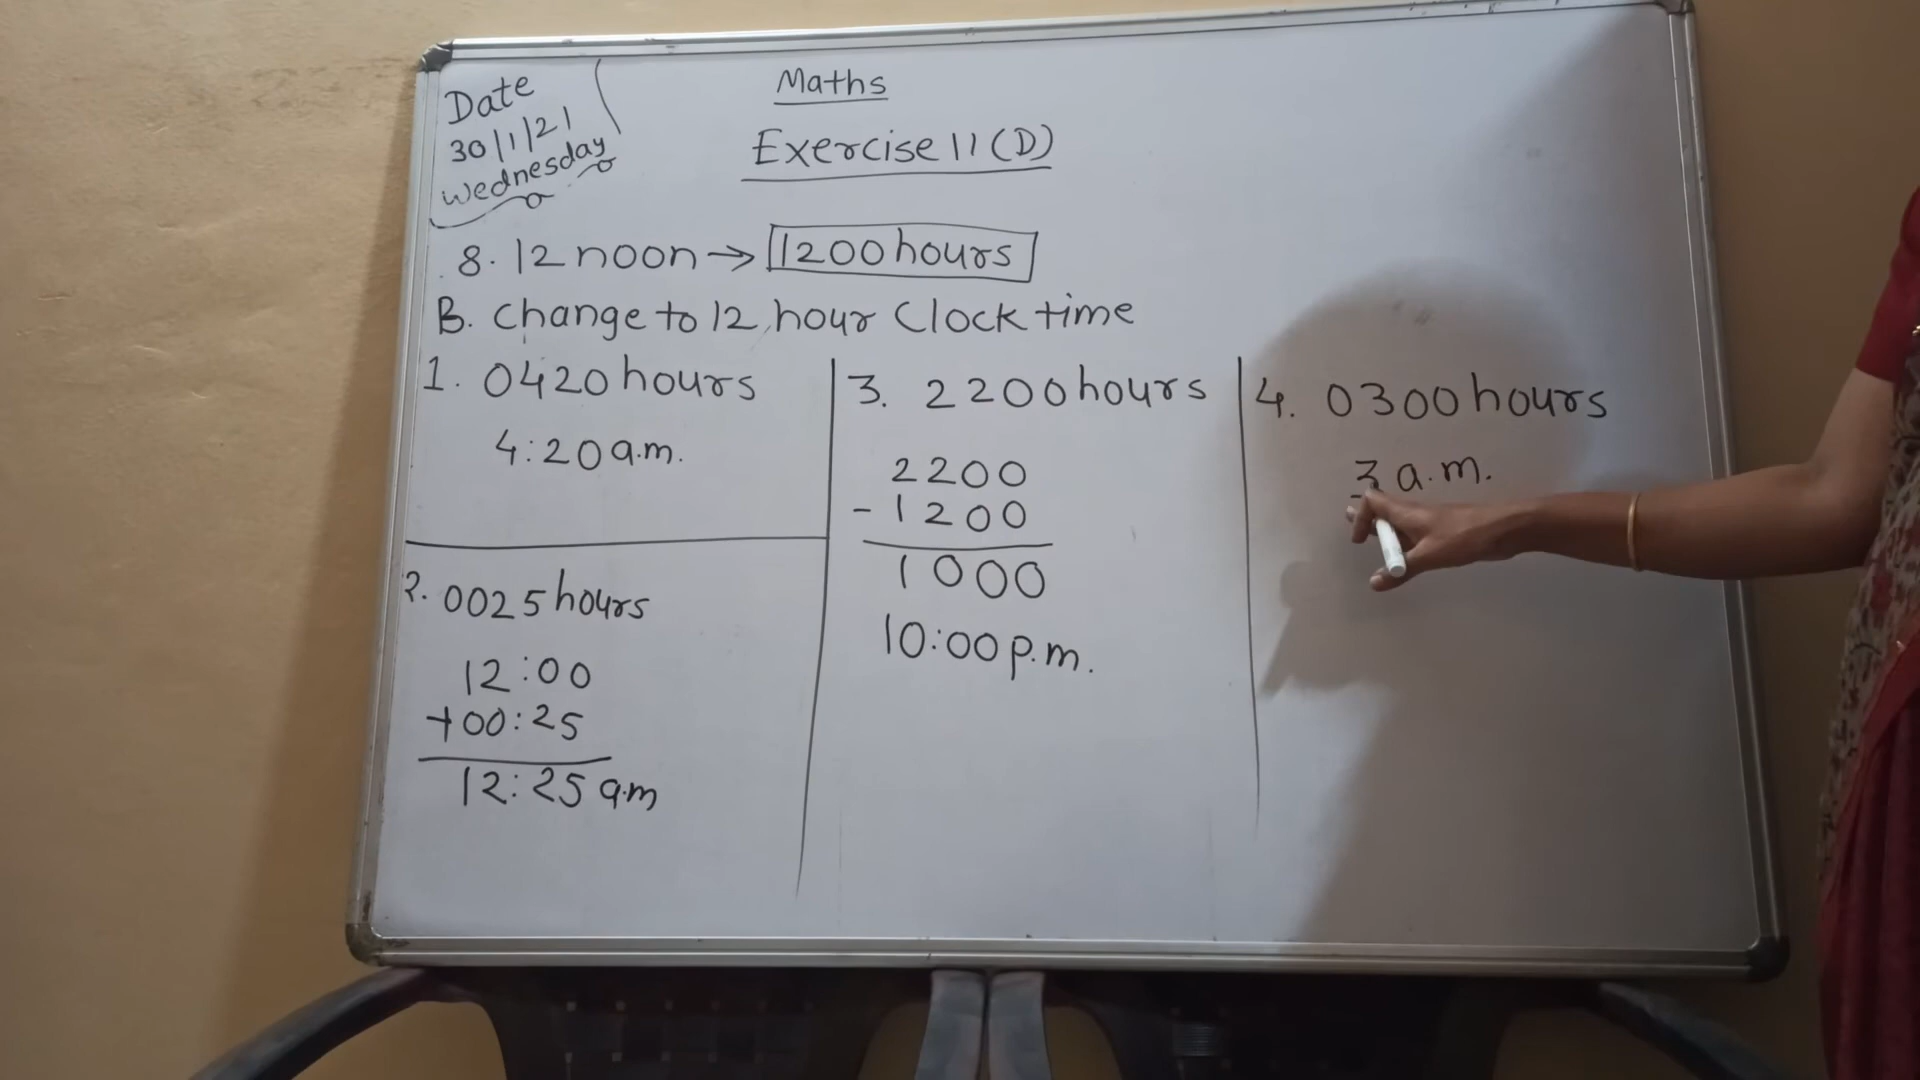 Date
30/1/21
Wednesday
Maths
Exercise 11 (D)
8. 12 noon → 1200 hours
B. Change to 12 hour Clock time
1. 0420 hours
4:20 a.m.
2. 0025 hours
12:00
+00:25
12:25 a.m
3. 2200 hours
2200
- 1200
1000
10:00 p.m.
4. 0300 hours
3 a.m.